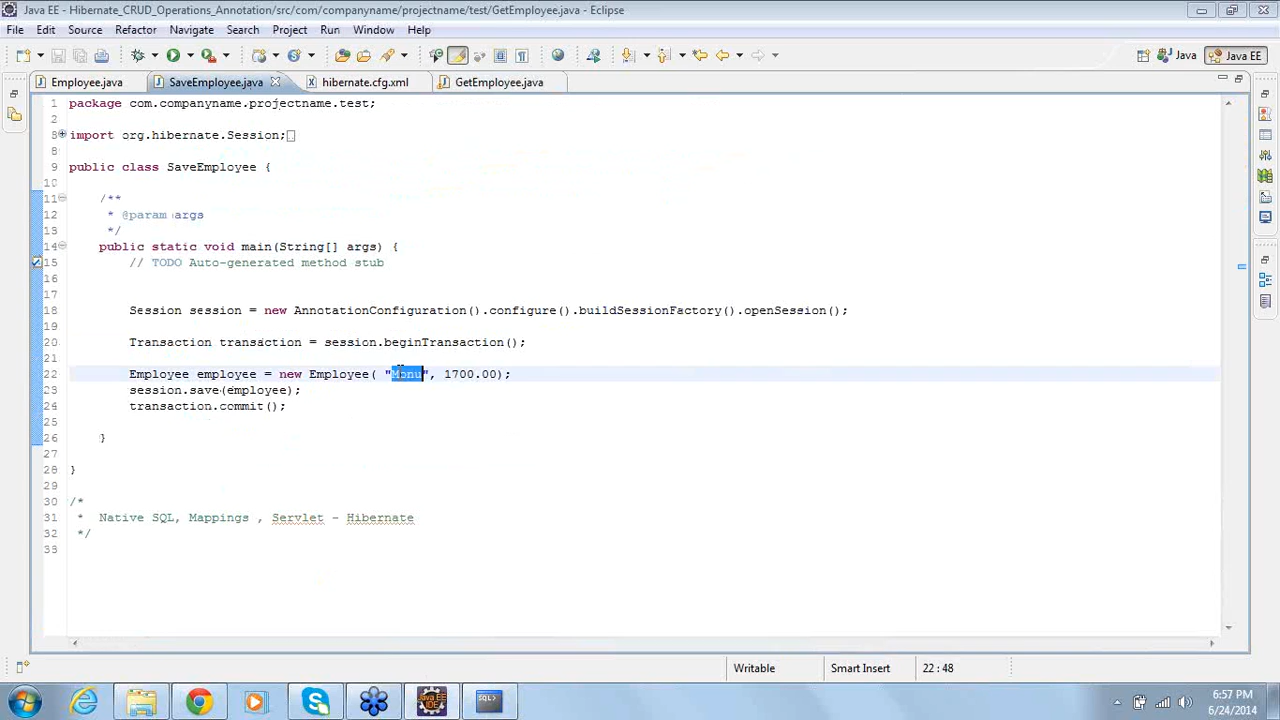 Java EE - Hibernate_CRUD_Operations_Annotation/src/com/companyname/projectname/test/GetEmployee.java - Eclipse
File Edit Source Refactor Navigate Search Project Run Window Help
Java Java EE
Employee.java SaveEmployee.java hibernate.cfg.xml GetEmployee.java
1 package com.companyname.projectname.test;
2
3 import org.hibernate.Session;
8
9 public class SaveEmployee {
10
11 /**
12 * @param args
13 */
14 public static void main(String[] args) {
15 // TODO Auto-generated method stub
16
17
18 Session session = new AnnotationConfiguration().configure().buildSessionFactory().openSession();
19
20 Transaction transaction = session.beginTransaction();
21
22 Employee employee = new Employee( "Monu", 1700.00);
23 session.save(employee);
24 transaction.commit();
25
26 }
27
28 }
29
30 /*
31 * Native SQL, Mappings , Servlet - Hibernate
32 */
33
Writable Smart Insert 22 : 48
Java EE
IDE
SQL>
6:57 PM
6/24/2014